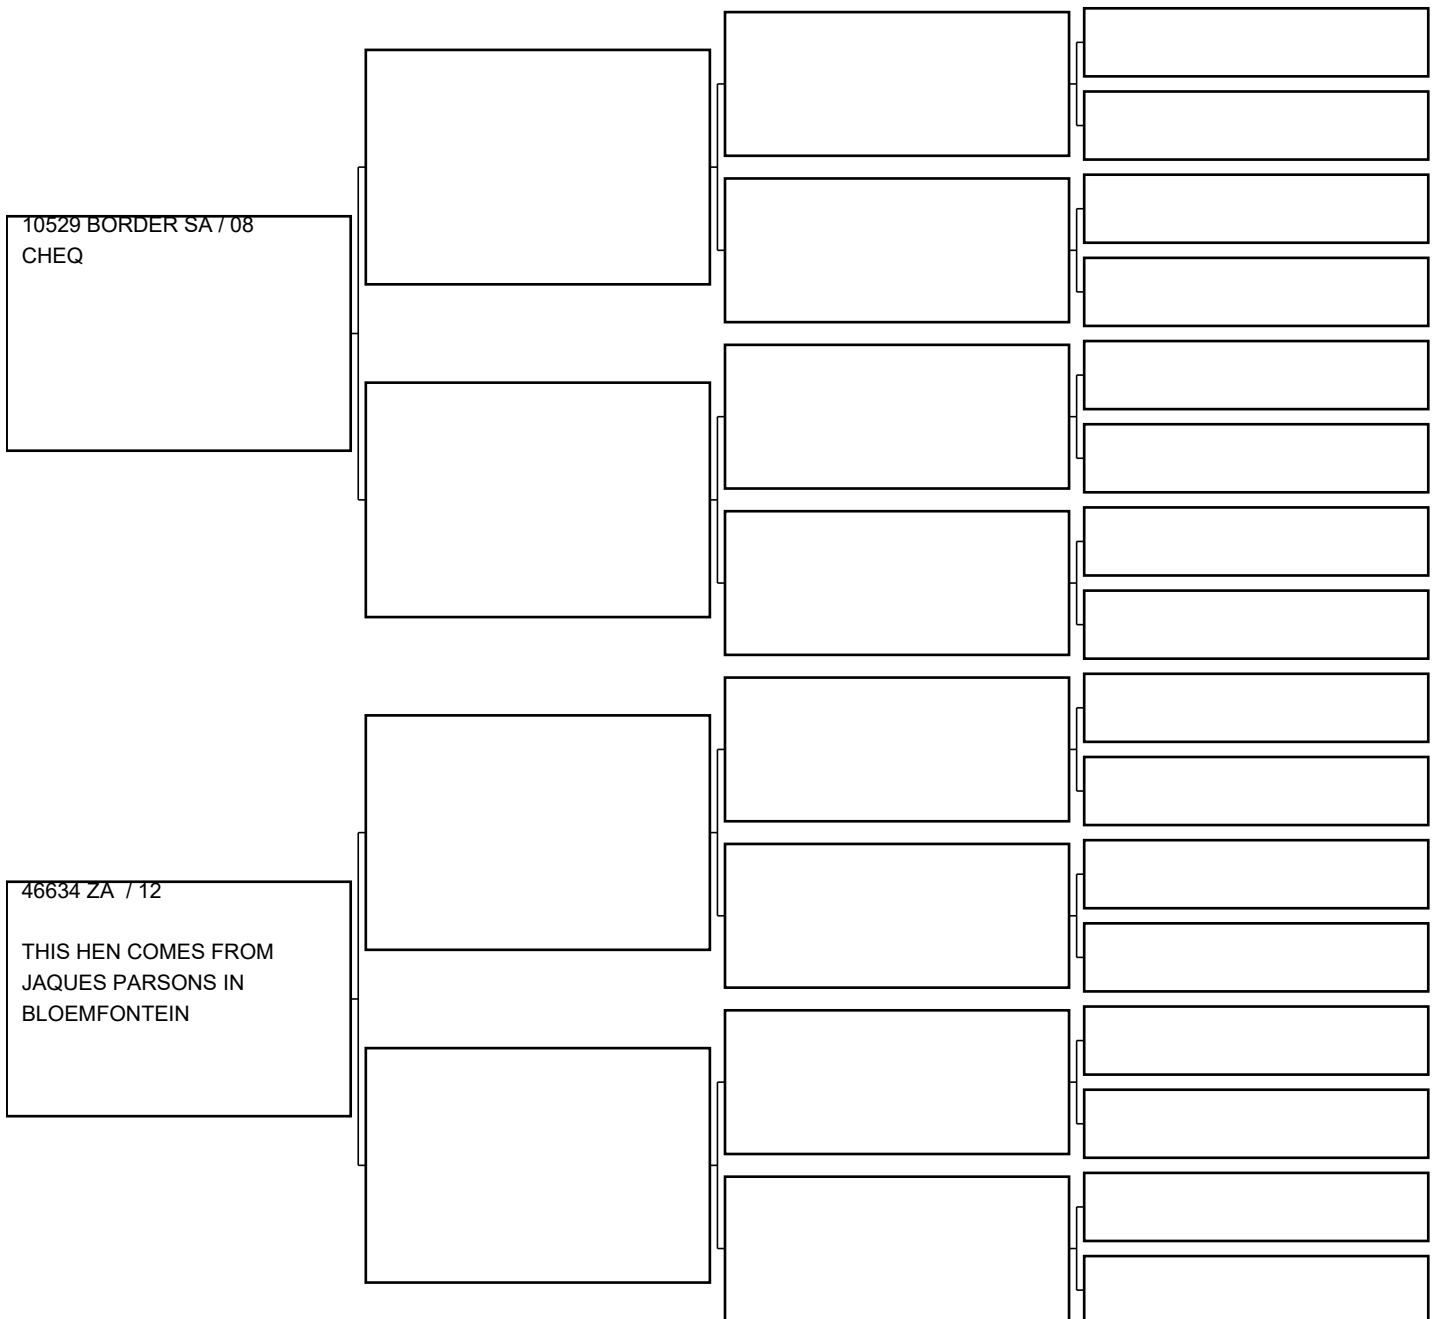 10529 BORDER SA / 08
CHEQ
46634 ZA  / 12
THIS HEN COMES FROM
JAQUES PARSONS IN
BLOEMFONTEIN